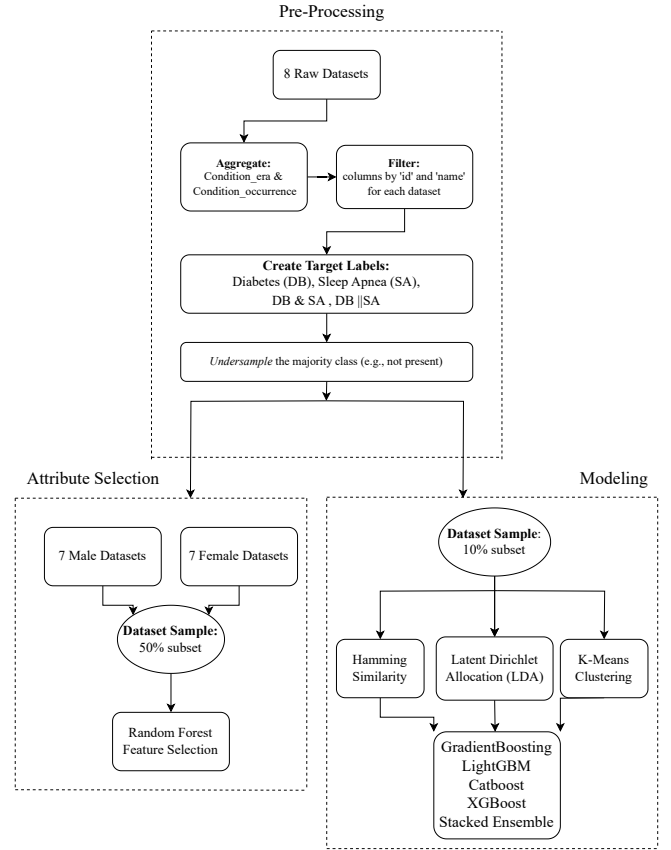 Pre-Processing
8 Raw Datasets
Aggregate:
Condition_era &
Condition_occurrence
Filter:
columns by 'id' and 'name'
for each dataset
Create Target Labels:
Diabetes (DB), Sleep Apnea (SA),
DB & SA , DB ||SA
Undersample the majority class (e.g., not present)
Attribute Selection
7 Male Datasets
7 Female Datasets
Dataset Sample:
50% subset
Random Forest
Feature Selection
Modeling
Dataset Sample:
10% subset
Hamming
Similarity
Latent Dirichlet
Allocation (LDA)
K-Means
Clustering
GradientBoosting
LightGBM
Catboost
XGBoost
Stacked Ensemble